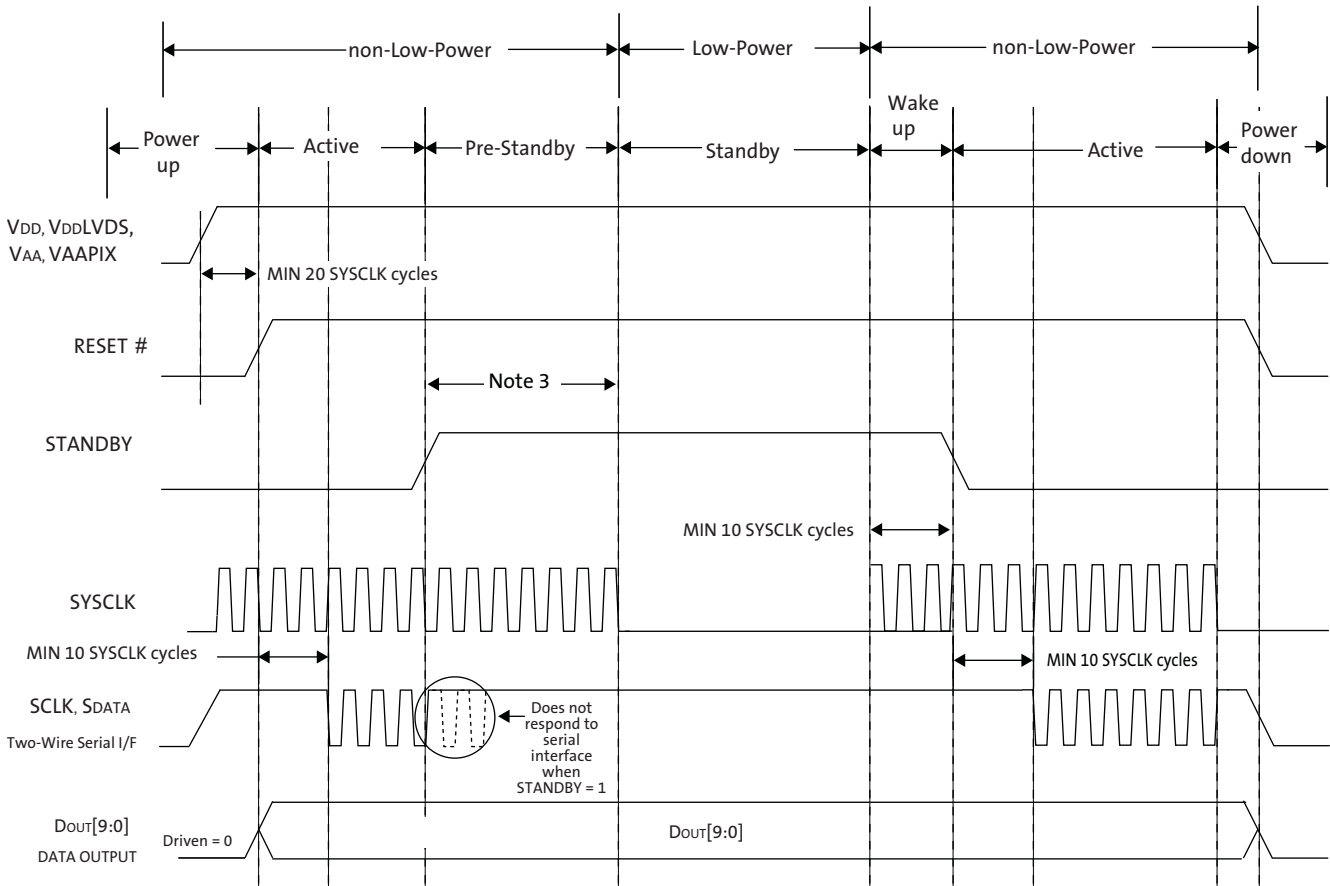 non-Low-Power
Low-Power
non-Low-Power
Power
up
Active
Pre-Standby
Standby
Wake
up
Active
Power
down
VDD, VDDLVDS,
VAA, VAAPIX
MIN 20 SYSCLK cycles
RESET #
Note 3
STANDBY
MIN 10 SYSCLK cycles
SYSCLK
MIN 10 SYSCLK cycles
MIN 10 SYSCLK cycles
SCLK, SDATA
Two-Wire Serial I/F
Does not
respond to
serial
interface
when
STANDBY = 1
DOUT[9:0]
DATA OUTPUT
Driven = 0
DOUT[9:0]